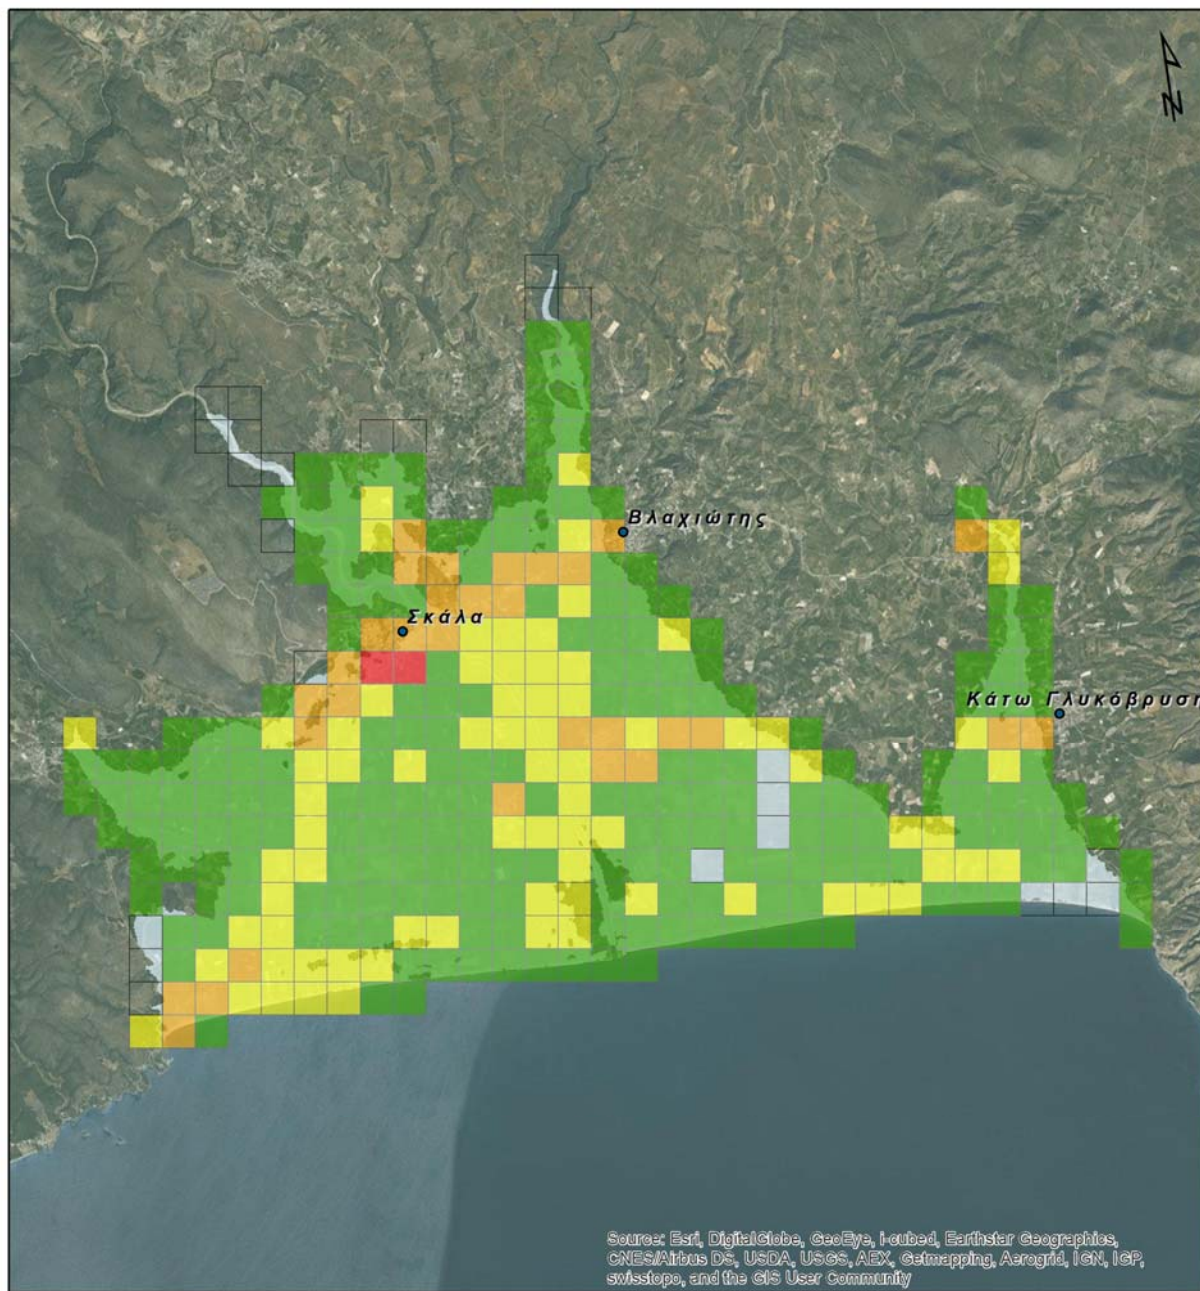 N
Βλαχιώτης
Σκάλα
Κάτω Γλυκόβρυση
Source: Esri, DigitalGlobe, GeoEye, i-cubed, Earthstar Geographics,
CNES/Airbus DS, USDA, USGS, AEX, Getmapping, Aerogrid, IGN, IGP,
swisstopo, and the GIS User Community